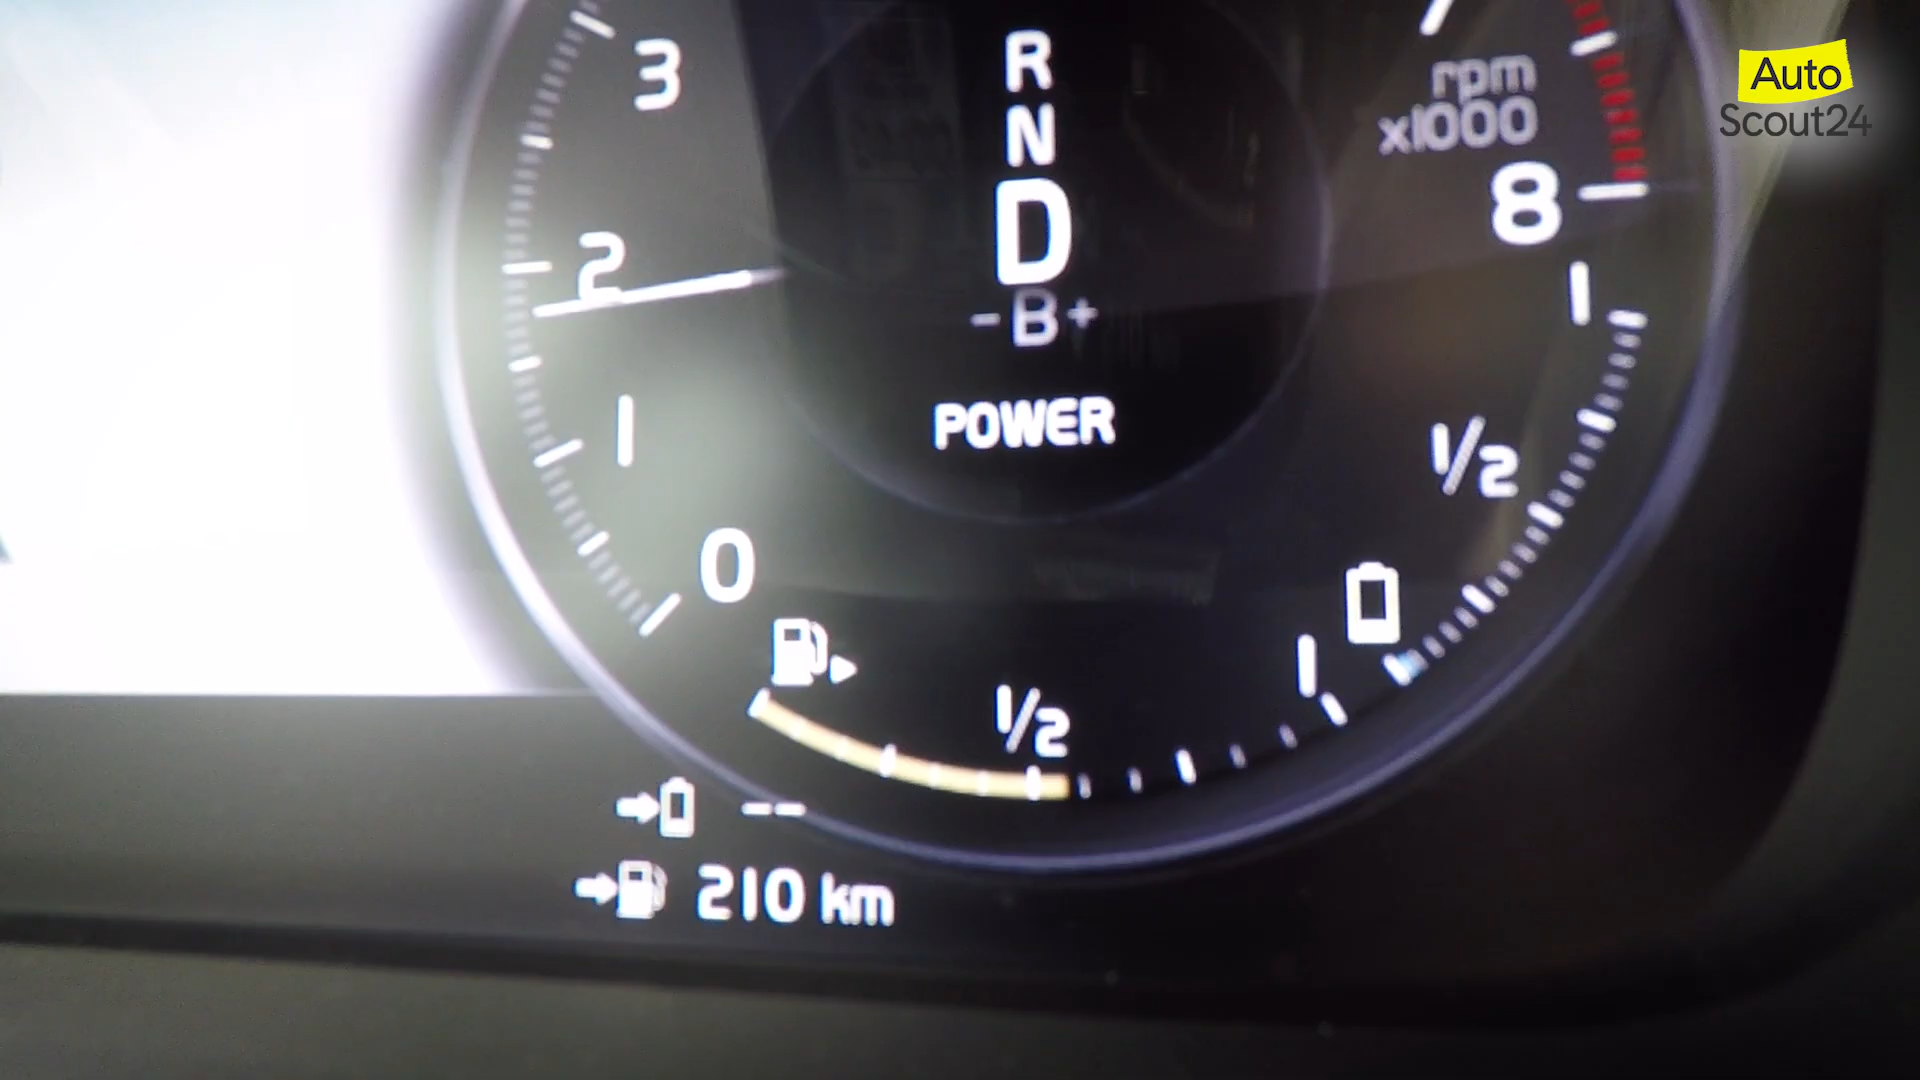 3
R
N
D
-B+
POWER
2
1
0
rpm
x1000
8
1
1/2
1/2
1
--
210 km
Auto
Scout24